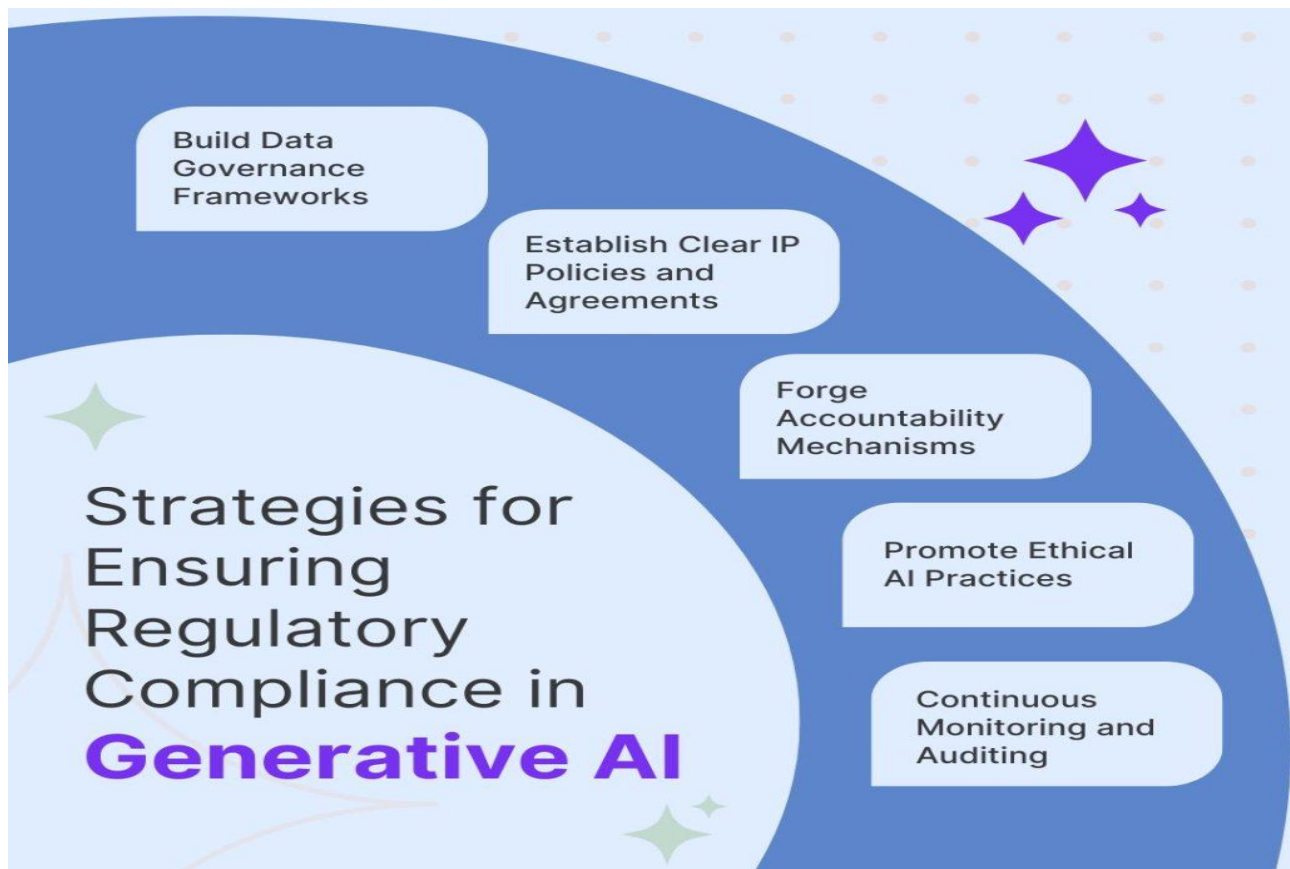 Build Data
Governance
Frameworks
Establish Clear IP
Policies and
Agreements
Forge
Accountability
Mechanisms
Promote Ethical
AI Practices
Continuous
Monitoring and
Auditing
Strategies for
Ensuring
Regulatory
Compliance in
Generative AI